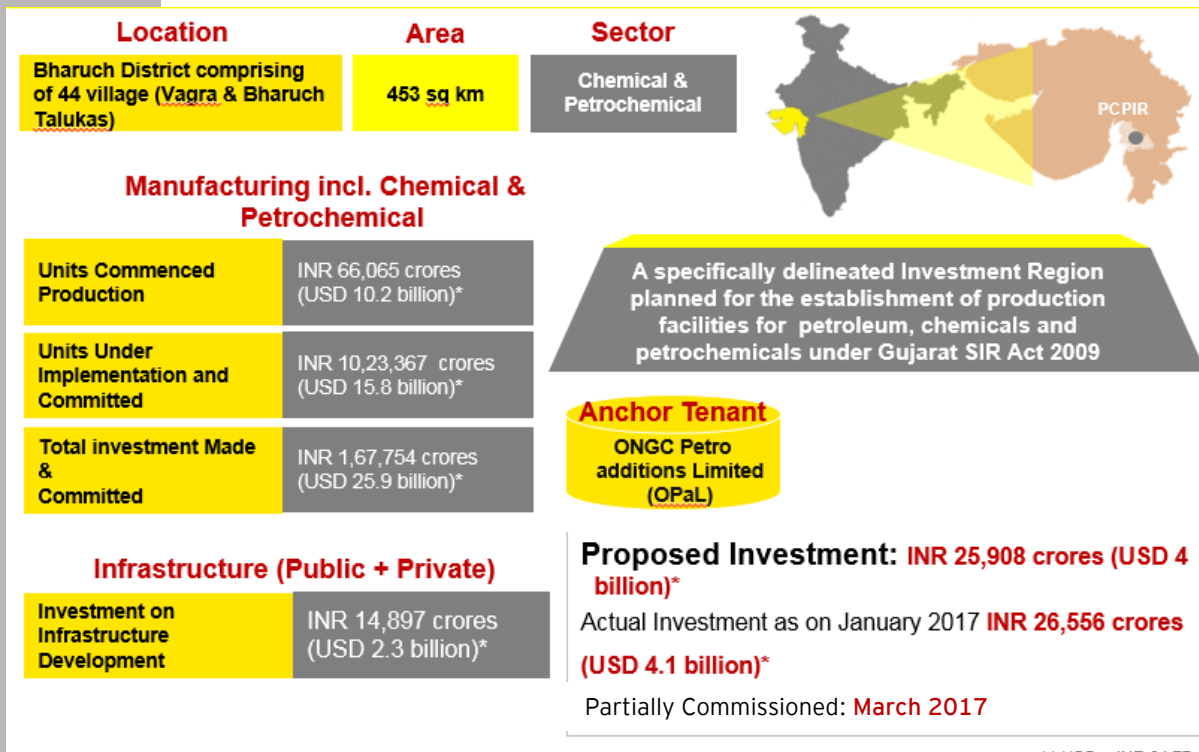 Location
Area
Sector
Bharuch District comprising
of 44 village (Vagra & Bharuch
Talukas)
453 sq km
Chemical &
Petrochemical
PCPIR
Manufacturing incl. Chemical &
Petrochemical
Units Commenced
Production
INR 66,065 crores
(USD 10.2 billion)*
Units Under
Implementation and
Committed
INR 10,23,367 crores
(USD 15.8 billion)*
Total investment Made
&
Committed
INR 1,67,754 crores
(USD 25.9 billion)*
A specifically delineated Investment Region
planned for the establishment of production
facilities for petroleum, chemicals and
petrochemicals under Gujarat SIR Act 2009
Anchor Tenant
ONGC Petro
additions Limited
(OPaL)
Infrastructure (Public + Private)
Investment on
Infrastructure
Development
INR 14,897 crores
(USD 2.3 billion)*
Proposed Investment: INR 25,908 crores (USD 4
billion)*
Actual Investment as on January 2017 INR 26,556 crores
(USD 4.1 billion)*
Partially Commissioned: March 2017